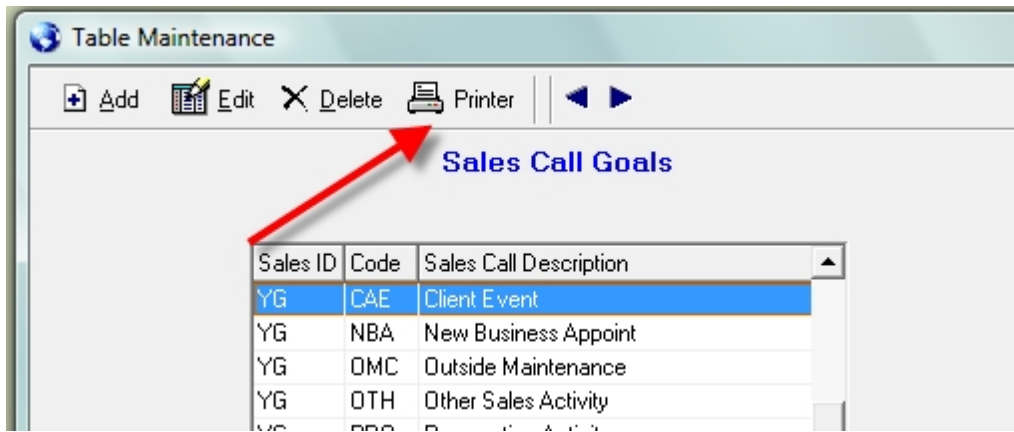 Table Maintenance
Add Edit Delete Printer
Sales Call Goals
Sales ID Code Sales Call Description
YG CAE Client Event
YG NBA New Business Appoint
YG OMC Outside Maintenance
YG OTH Other Sales Activity